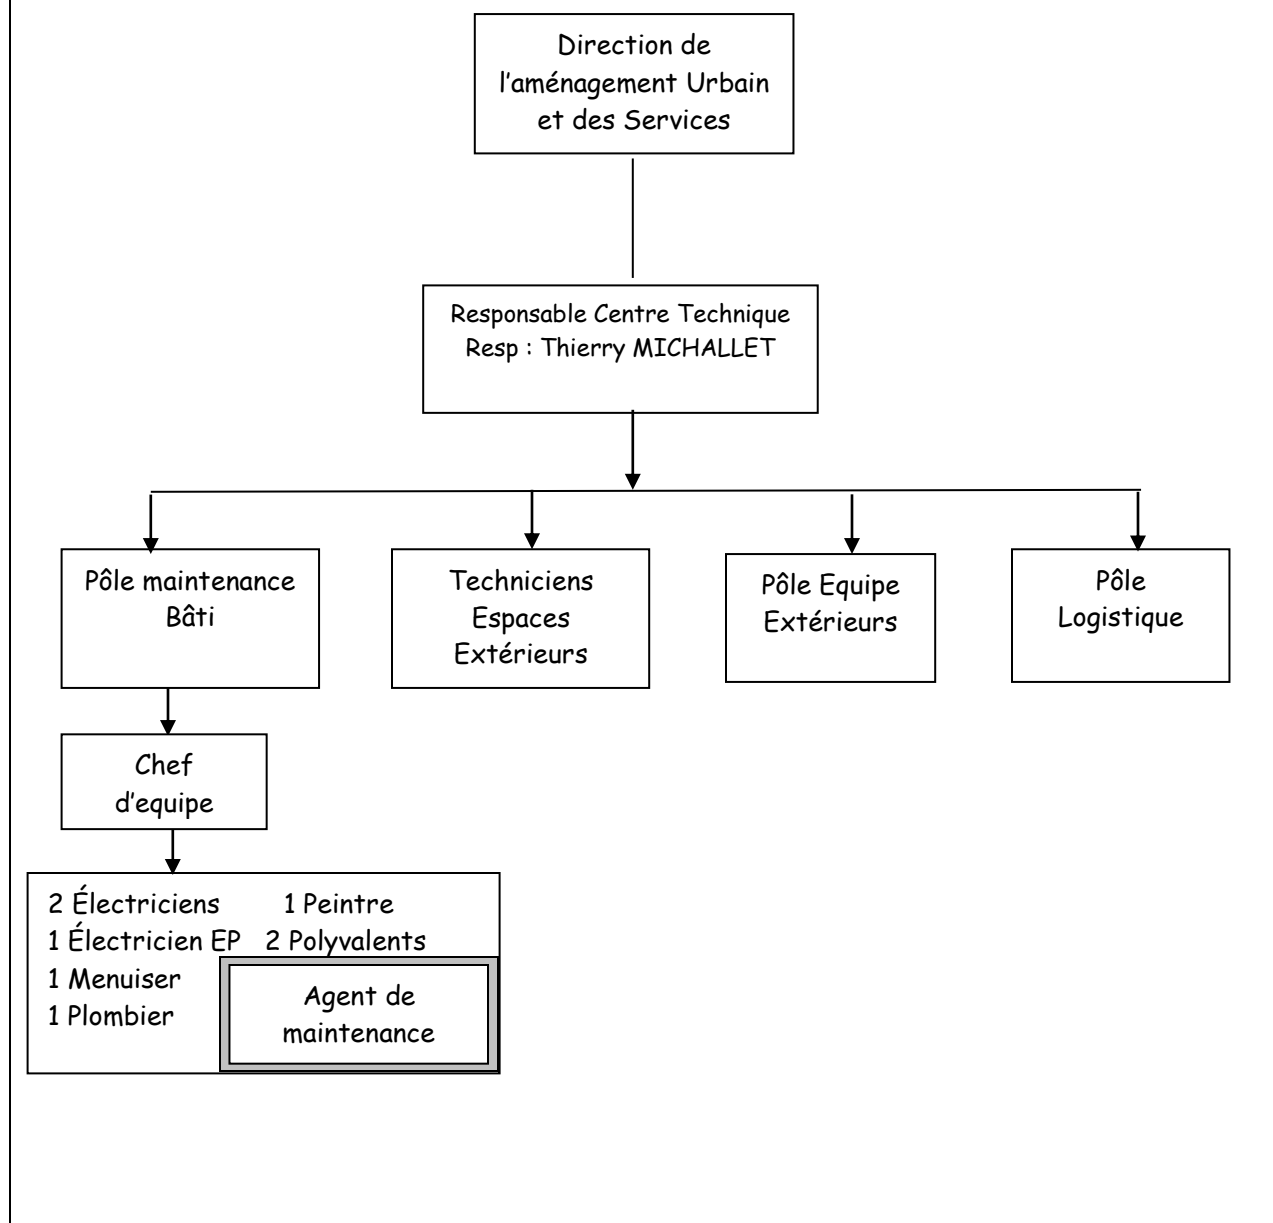 Direction de
l'aménagement Urbain
et des Services
Responsable Centre Technique
Resp : Thierry MICHALLET
Pôle maintenance
Bâti
Techniciens
Espaces
Extérieurs
Pôle Equipe
Extérieurs
Pôle
Logistique
Chef
d'equipe
2 Électriciens 1 Peintre
1 Électricien EP 2 Polyvalents
1 Menuiser
1 Plombier
Agent de
maintenance